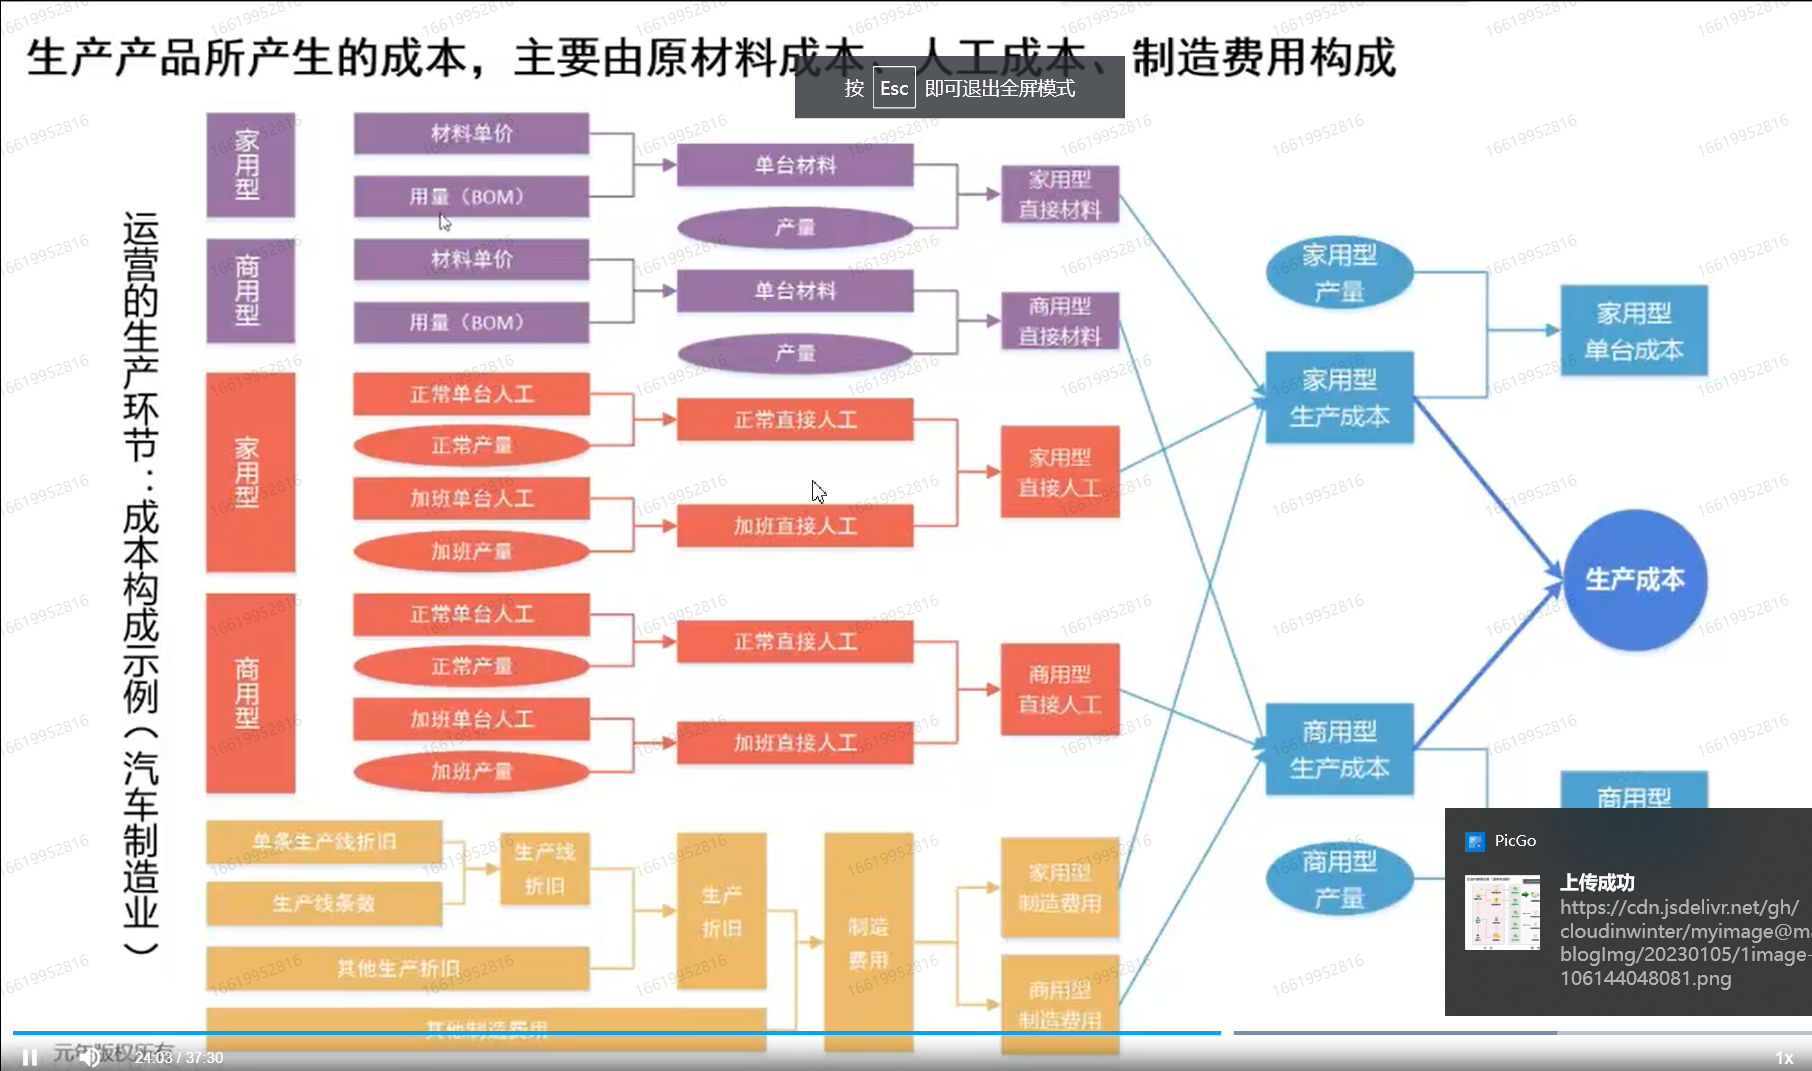 生产产品所产生的成本，主要由原材料成本、人工成本、制造费用构成
按 Esc 即可退出全屏模式
运营的生产环节：成本构成示例（汽车制造业）
家用型
材料单价
用量（BOM）
单台材料
产量
家用型
直接材料
商用型
材料单价
用量（BOM）
单台材料
产量
商用型
直接材料
家用型
正常单台人工
正常产量
加班单台人工
加班产量
正常直接人工
加班直接人工
家用型
直接人工
商用型
正常单台人工
正常产量
加班单台人工
加班产量
正常直接人工
加班直接人工
商用型
直接人工
单条生产线折旧
生产线条数
生产线
折旧
其他生产折旧
生产
折旧
其他制造费用
制造
费用
家用型
制造费用
商用型
制造费用
家用型
产量
家用型
生产成本
家用型
单台成本
生产成本
商用型
生产成本
商用型
产量
商用型
PicGo
上传成功
https://cdn.jsdelivr.net/gh/
cloudinwinter/myimage@ma
blogImg/20230105/1image-
106144048081.png
元年版权所有
24:03 / 37:30
1x
16619952816